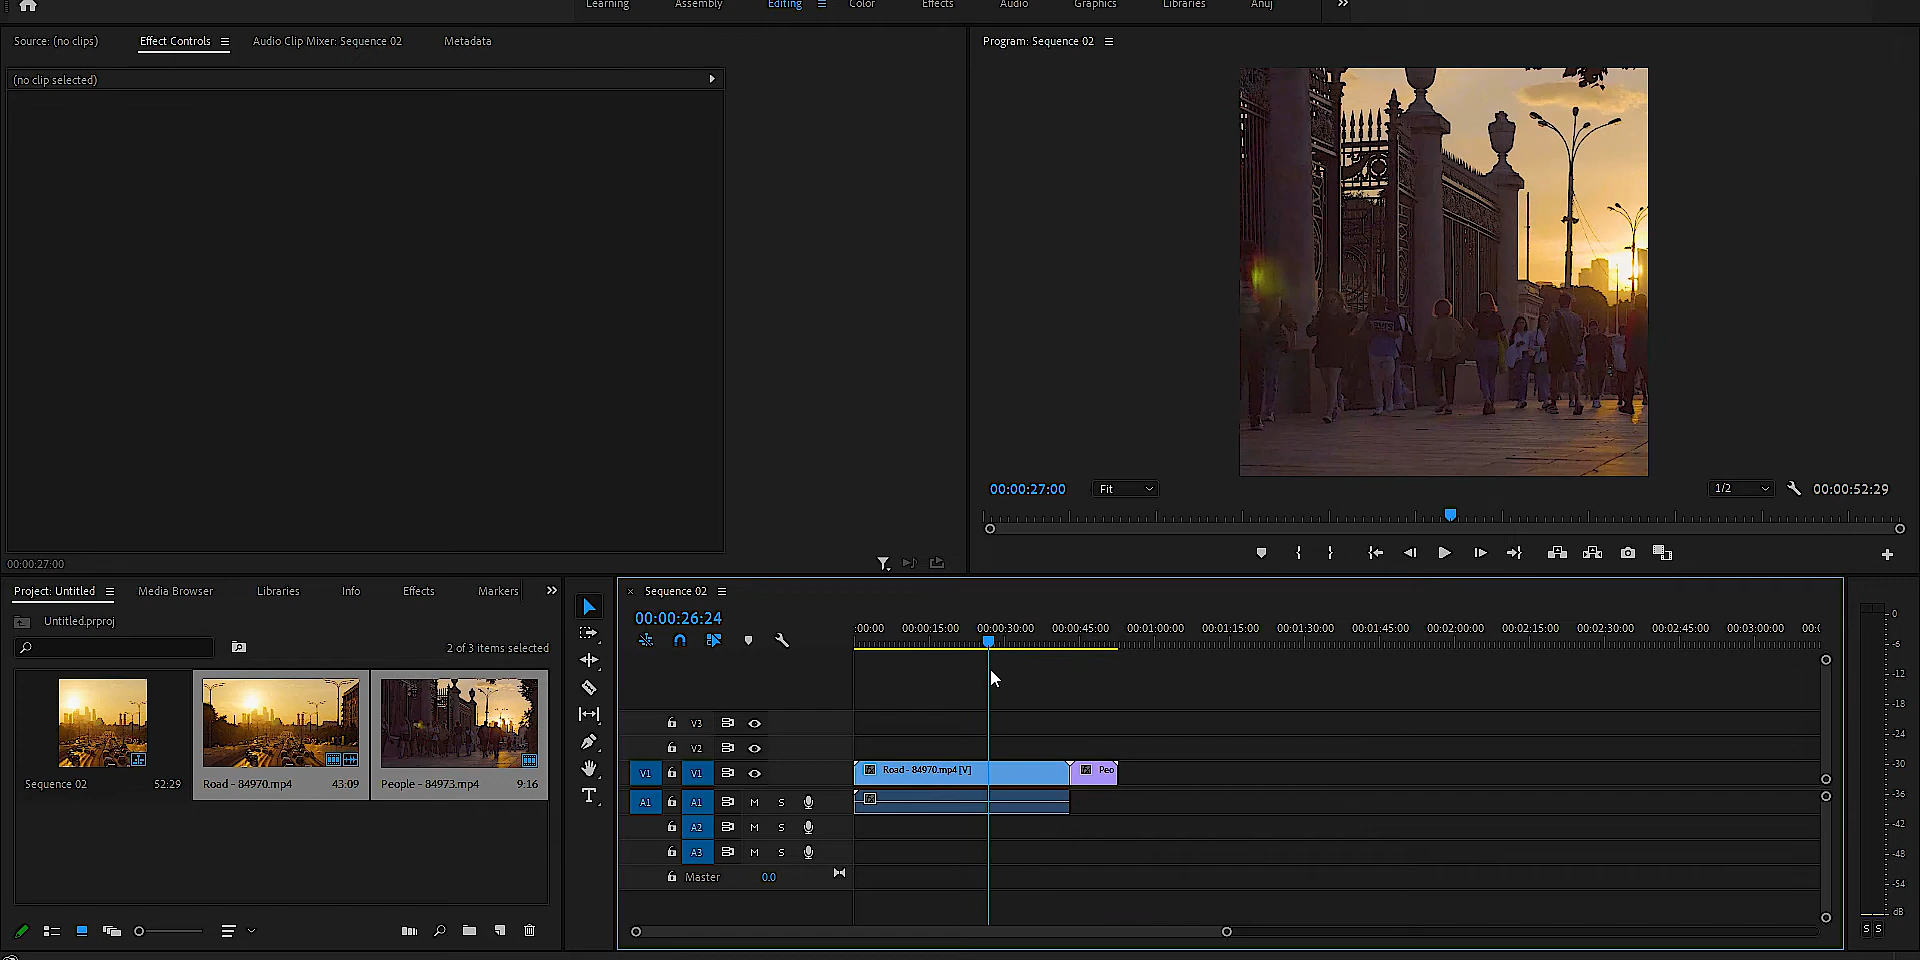 Learning Assembly Editing Color Effects Audio Graphics Libraries Anuj
Source: (no clips) Effect Controls Audio Clip Mixer: Sequence 02 Metadata
(no clip selected)
00:00:27:00
Program: Sequence 02
00:00:27:00 Fit 1/2 00:00:52:29
Project: Untitled Media Browser Libraries Info Effects Markers
Untitled.prproj
2 of 3 items selected
Sequence 02 52:29
Road - 84970.mp4 43:09
People - 84973.mp4 9:16
Sequence 02
00:00:26:24
:00:00 00:00:15:00 00:00:30:00 00:00:45:00 00:01:00:00 00:01:15:00 00:01:30:00 00:01:45:00 00:02:00:00 00:02:15:00 00:02:30:00 00:02:45:00 00:03:00:00 00:0
V3
V2
V1 V1 Road - 84970.mp4 [V] Peo
A1 A1 M S
A2 M S
A3 M S
Master 0.0
0
-6
-12
-18
-24
-30
-36
-42
-48
-54
dB
S S